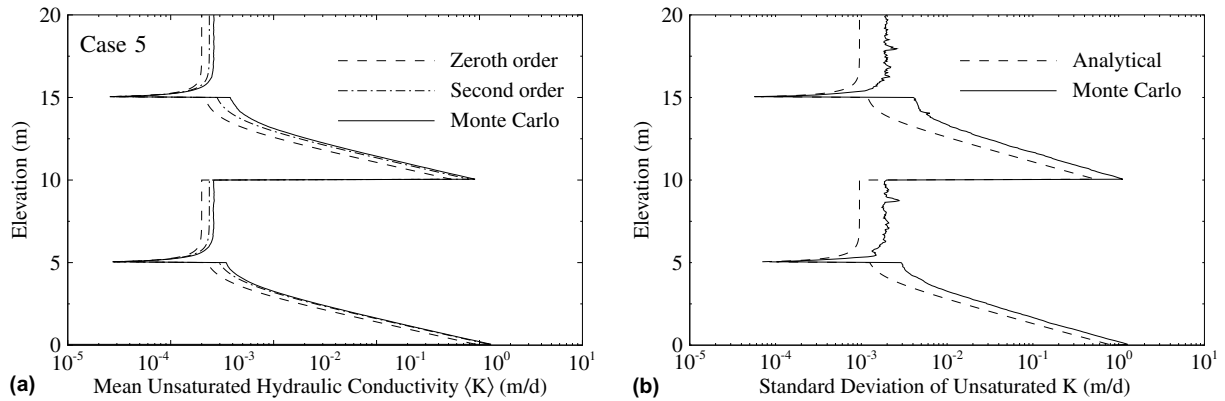 Case 5
Zeroth order
Second order
Monte Carlo
Elevation (m)
20
15
10
5
0
10⁻⁵
10⁻⁴
10⁻³
10⁻²
10⁻¹
10⁰
10¹
(a)
Mean Unsaturated Hydraulic Conductivity ⟨K⟩ (m/d)
Analytical
Monte Carlo
Elevation (m)
20
15
10
5
0
10⁻⁵
10⁻⁴
10⁻³
10⁻²
10⁻¹
10⁰
10¹
(b)
Standard Deviation of Unsaturated K (m/d)